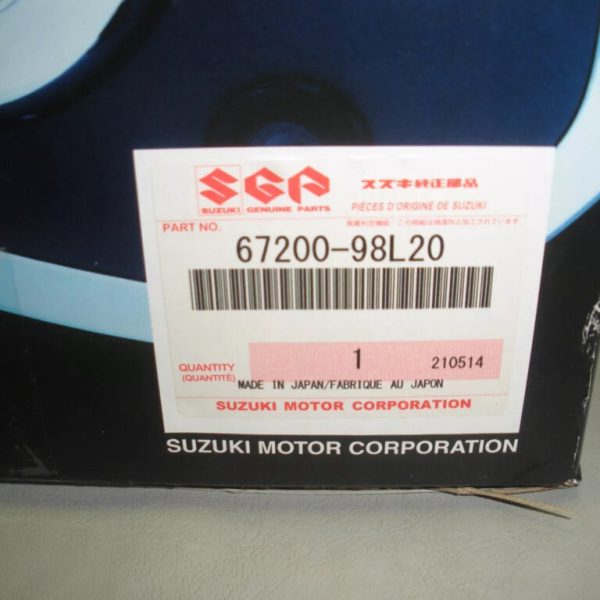 SGP スズキ純正部品
SUZUKI GENUINE PARTS PIÈCES D'ORIGINE DE SUZUKI
PART NO.
67200-98L20
QUANTITY
(QUANTITÉ) 1 210514
MADE IN JAPAN/FABRIQUE AU JAPON
SUZUKI MOTOR CORPORATION
SUZUKI MOTOR CORPORATION